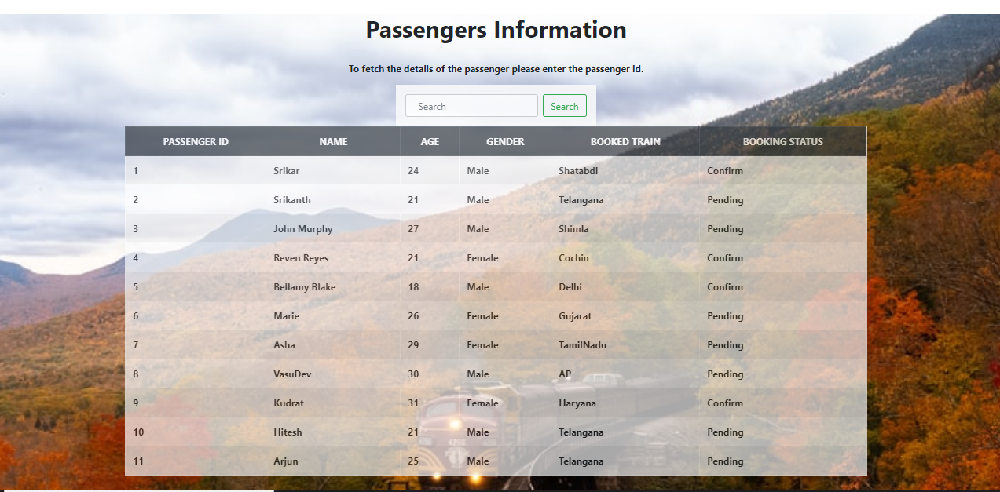 Passengers Information
To fetch the details of the passenger please enter the passenger id.
Search Search
PASSENGER ID NAME AGE GENDER BOOKED TRAIN BOOKING STATUS
1 Srikar 24 Male Shatabdi Confirm
2 Srikanth 21 Male Telangana Pending
3 John Murphy 27 Male Shimla Pending
4 Reven Reyes 21 Female Cochin Confirm
5 Bellamy Blake 18 Male Delhi Confirm
6 Marie 26 Female Gujarat Pending
7 Asha 29 Female TamilNadu Pending
8 VasuDev 30 Male AP Pending
9 Kudrat 31 Female Haryana Confirm
10 Hitesh 21 Male Telangana Pending
11 Arjun 25 Male Telangana Pending